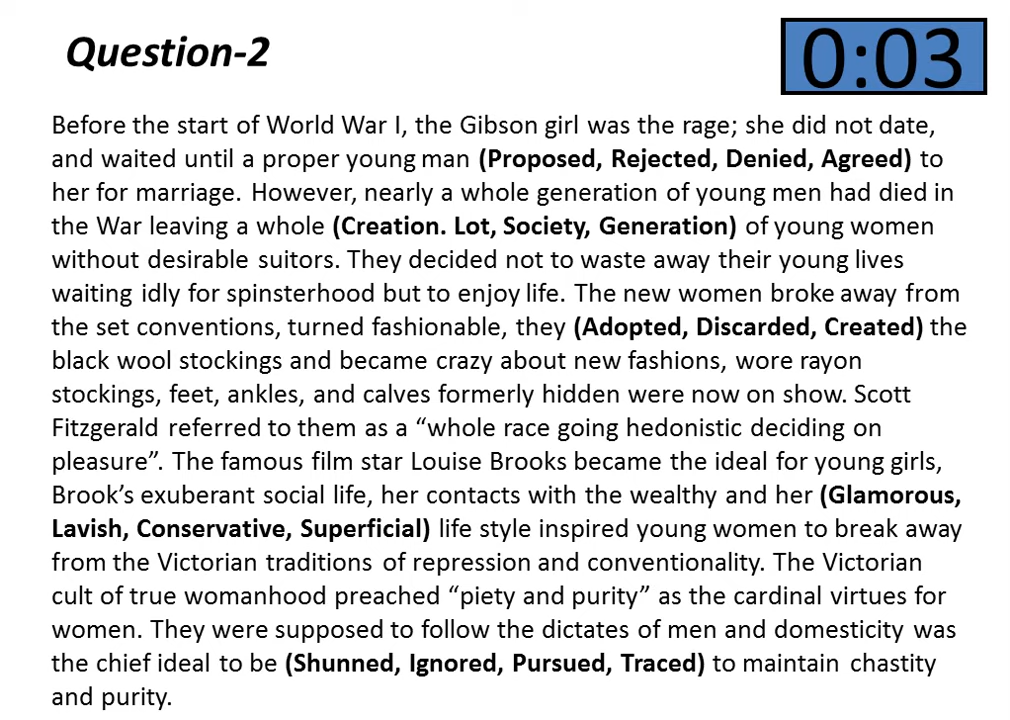 Question-2
0:03
Before the start of World War I, the Gibson girl was the rage; she did not date,
and waited until a proper young man (Proposed, Rejected, Denied, Agreed) to
her for marriage. However, nearly a whole generation of young men had died in
the War leaving a whole (Creation. Lot, Society, Generation) of young women
without desirable suitors. They decided not to waste away their young lives
waiting idly for spinsterhood but to enjoy life. The new women broke away from
the set conventions, turned fashionable, they (Adopted, Discarded, Created) the
black wool stockings and became crazy about new fashions, wore rayon
stockings, feet, ankles, and calves formerly hidden were now on show. Scott
Fitzgerald referred to them as a “whole race going hedonistic deciding on
pleasure”. The famous film star Louise Brooks became the ideal for young girls,
Brook’s exuberant social life, her contacts with the wealthy and her (Glamorous,
Lavish, Conservative, Superficial) life style inspired young women to break away
from the Victorian traditions of repression and conventionality. The Victorian
cult of true womanhood preached “piety and purity” as the cardinal virtues for
women. They were supposed to follow the dictates of men and domesticity was
the chief ideal to be (Shunned, Ignored, Pursued, Traced) to maintain chastity
and purity.